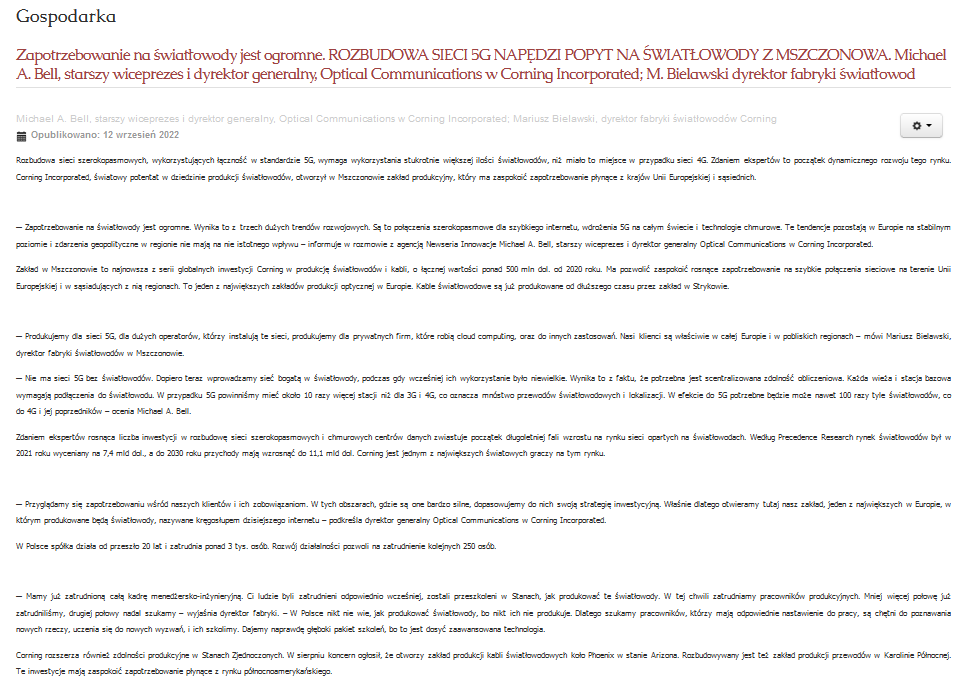 Gospodarka
Zapotrzebowanie na światłowody jest ogromne. ROZBUDOWA SIECI 5G NAPĘDZI POPYT NA ŚWIATŁOWODY Z MSZCZONOWA. Michael
A. Bell, starszy wiceprezes i dyrektor generalny, Optical Communications w Corning Incorporated; M. Bielawski dyrektor fabryki światłowod
Michael A. Bell, starszy wiceprezes i dyrektor generalny, Optical Communications w Corning Incorporated; Mariusz Bielawski, dyrektor fabryki światłowodów Corning
Opublikowano: 12 wrzesień 2022
Rozbudowa sieci szerokopasmowych, wykorzystujących łączność w standardzie 5G, wymaga wykorzystania stukrotnie większej ilości światłowodów, niż miało to miejsce w przypadku sieci 4G. Zdaniem ekspertów to początek dynamicznego rozwoju tego rynku.
Corning Incorporated, światowy potentat w dziedzinie produkcji światłowodów, otworzył w Mszczonowie zakład produkcyjny, który ma zaspokoić zapotrzebowanie płynące z krajów Unii Europejskiej i sąsiednich.
— Zapotrzebowanie na światłowody jest ogromne. Wynika to z trzech dużych trendów rozwojowych. Są to połączenia szerokopasmowe dla szybkiego internetu, wdrożenia 5G na całym świecie i technologie chmurowe. Te tendencje pozostają w Europie na stabilnym
poziomie i zdarzenia geopolityczne w regionie nie mają na nie istotnego wpływu – informuje w rozmowie z agencją Newseria Innowacje Michael A. Bell, starszy wiceprezes i dyrektor generalny Optical Communications w Corning Incorporated.
Zakład w Mszczonowie to najnowsza z serii globalnych inwestycji Corning w produkcję światłowodów i kabli, o łącznej wartości ponad 500 mln dol. od 2020 roku. Ma pozwolić zaspokoić rosnące zapotrzebowanie na szybkie połączenia sieciowe na terenie Unii
Europejskiej i w sąsiadujących z nią regionach. To jeden z największych zakładów produkcji optycznej w Europie. Kable światłowodowe są już produkowane od dłuższego czasu przez zakład w Strykowie.
— Produkujemy dla sieci 5G, dla dużych operatorów, którzy instalują te sieci, produkujemy dla prywatnych firm, które robią cloud computing, oraz do innych zastosowań. Nasi klienci są właściwie w całej Europie i w pobliskich regionach – mówi Mariusz Bielawski,
dyrektor fabryki światłowodów w Mszczonowie.
— Nie ma sieci 5G bez światłowodów. Dopiero teraz wprowadzamy sieć bogatą w światłowody, podczas gdy wcześniej ich wykorzystanie było niewielkie. Wynika to z faktu, że potrzebna jest scentralizowana zdolność obliczeniowa. Każda wieża i stacja bazowa
wymagają podłączenia do światłowodu. W przypadku 5G powinniśmy mieć około 10 razy więcej stacji niż dla 3G i 4G, co oznacza mnóstwo przewodów światłowodowych i lokalizacji. W efekcie do 5G potrzebne będzie może nawet 100 razy tyle światłowodów, co
do 4G i jej poprzedników – ocenia Michael A. Bell.
Zdaniem ekspertów rosnąca liczba inwestycji w rozbudowę sieci szerokopasmowych i chmurowych centrów danych zwiastuje początek długoletniej fali wzrostu na rynku sieci opartych na światłowodach. Według Precedence Research rynek światłowodów był w
2021 roku wyceniany na 7,4 mld dol., a do 2030 roku przychody mają wzrosnąć do 11,1 mld dol. Corning jest jednym z największych światowych graczy na tym rynku.
— Przyglądamy się zapotrzebowaniu wśród naszych klientów i ich zobowiązaniom. W tych obszarach, gdzie są one bardzo silne, dopasowujemy do nich swoją strategię inwestycyjną. Właśnie dlatego otwieramy tutaj nasz zakład, jeden z największych w Europie, w
którym produkowane będą światłowody, nazywane kręgosłupem dzisiejszego internetu – podkreśla dyrektor generalny Optical Communications w Corning Incorporated.
W Polsce spółka działa od przeszło 20 lat i zatrudnia ponad 3 tys. osób. Rozwój działalności pozwoli na zatrudnienie kolejnych 250 osób.
— Mamy już zatrudnioną całą kadrę menedżersko-inżynieryjną. Ci ludzie byli zatrudnieni odpowiednio wcześniej, zostali przeszkoleni w Stanach, jak produkować te światłowody. W tej chwili zatrudniamy pracowników produkcyjnych. Mniej więcej połowę już
zatrudniliśmy, drugiej połowy nadal szukamy – wyjaśnia dyrektor fabryki. – W Polsce nikt nie wie, jak produkować światłowody, bo nikt ich nie produkuje. Dlatego szukamy pracowników, którzy mają odpowiednie nastawienie do pracy, są chętni do poznawania
nowych rzeczy, uczenia się do nowych wyzwań, i ich szkolimy. Dajemy naprawdę głęboki pakiet szkoleń, bo to jest dosyć zaawansowana technologia.
Corning rozszerza również zdolności produkcyjne w Stanach Zjednoczonych. W sierpniu koncern ogłosił, że otworzy zakład produkcji kabli światłowodowych koło Phoenix w stanie Arizona. Rozbudowywany jest też zakład produkcji przewodów w Karolinie Północnej.
Te inwestycje mają zaspokoić zapotrzebowanie płynące z rynku północnoamerykańskiego.